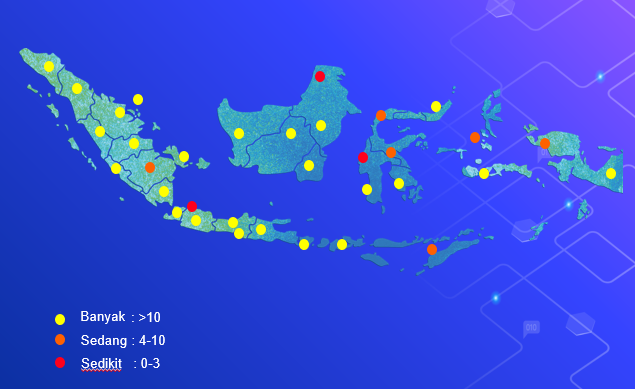 Banyak : >10
Sedang : 4-10
Sedikit : 0-3